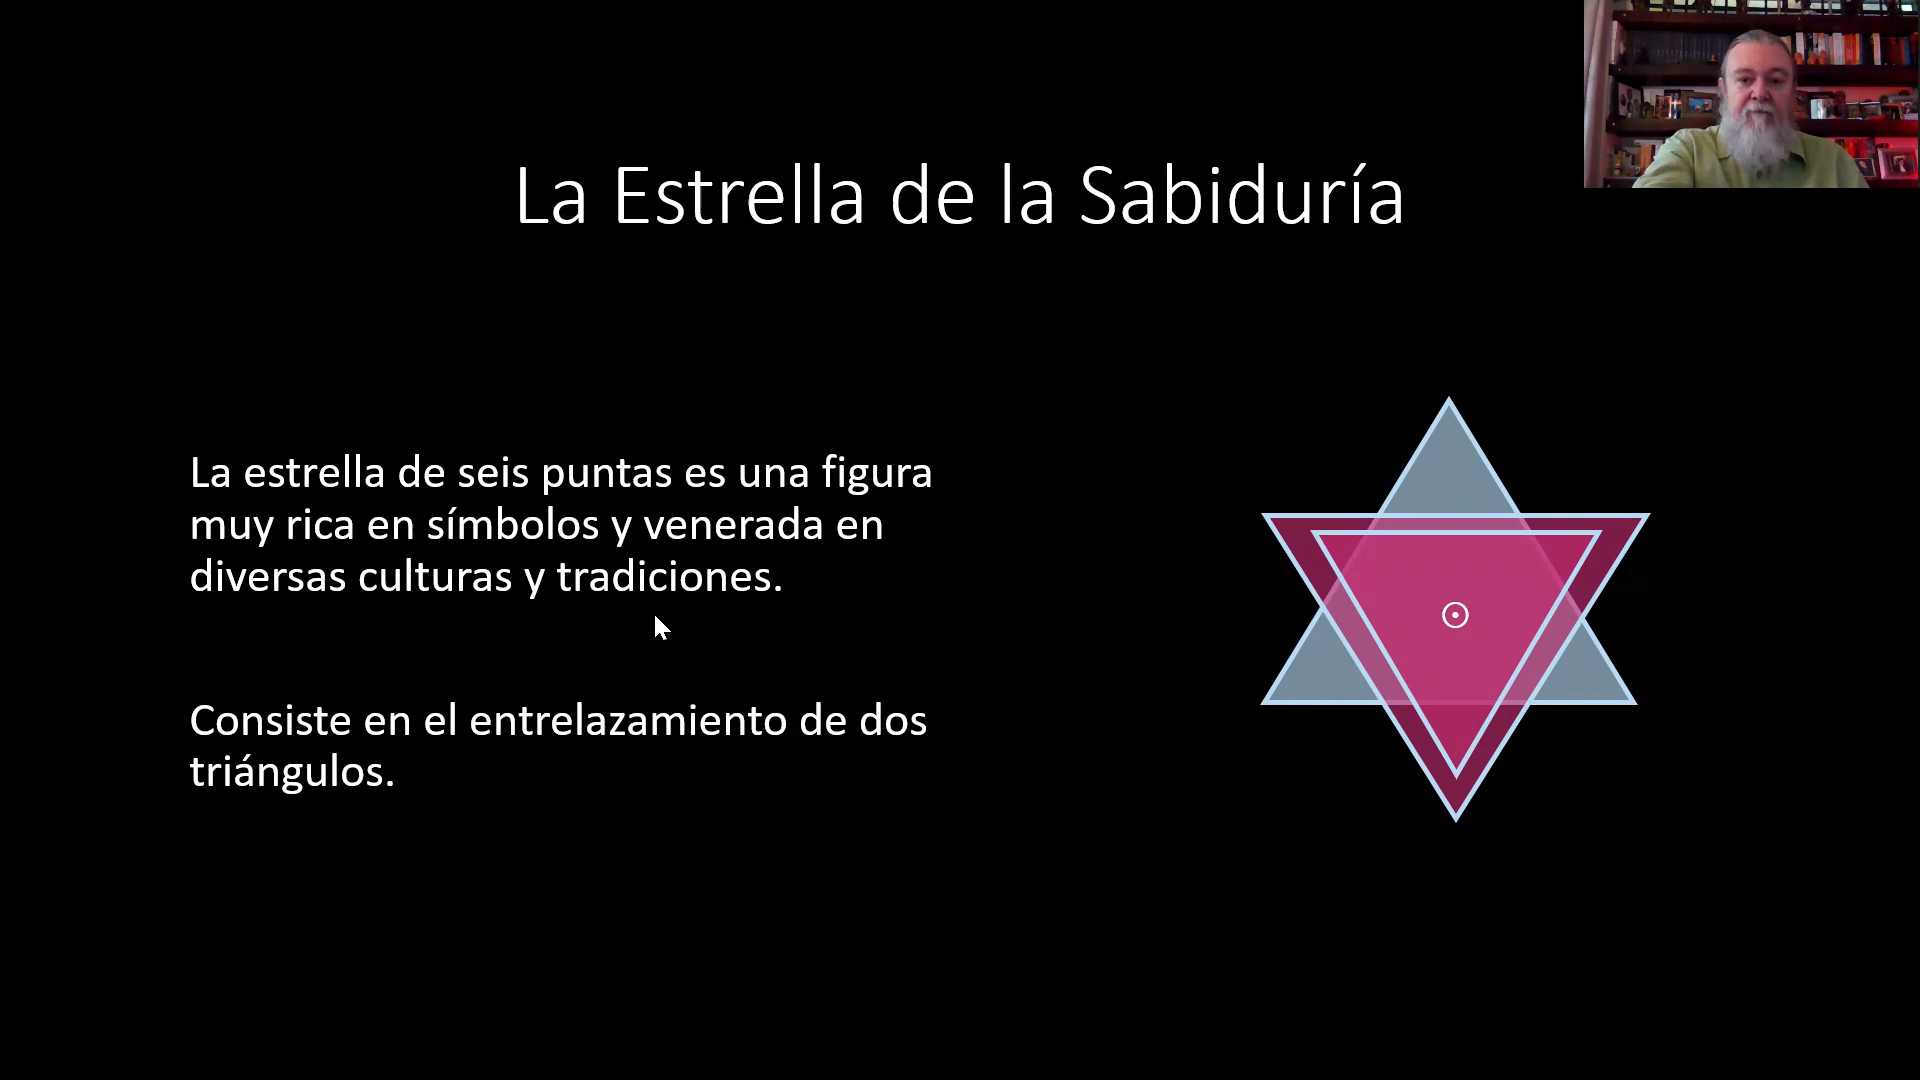 La Estrella de la Sabiduría
La estrella de seis puntas es una figura
muy rica en símbolos y venerada en
diversas culturas y tradiciones.
Consiste en el entrelazamiento de dos
triángulos.